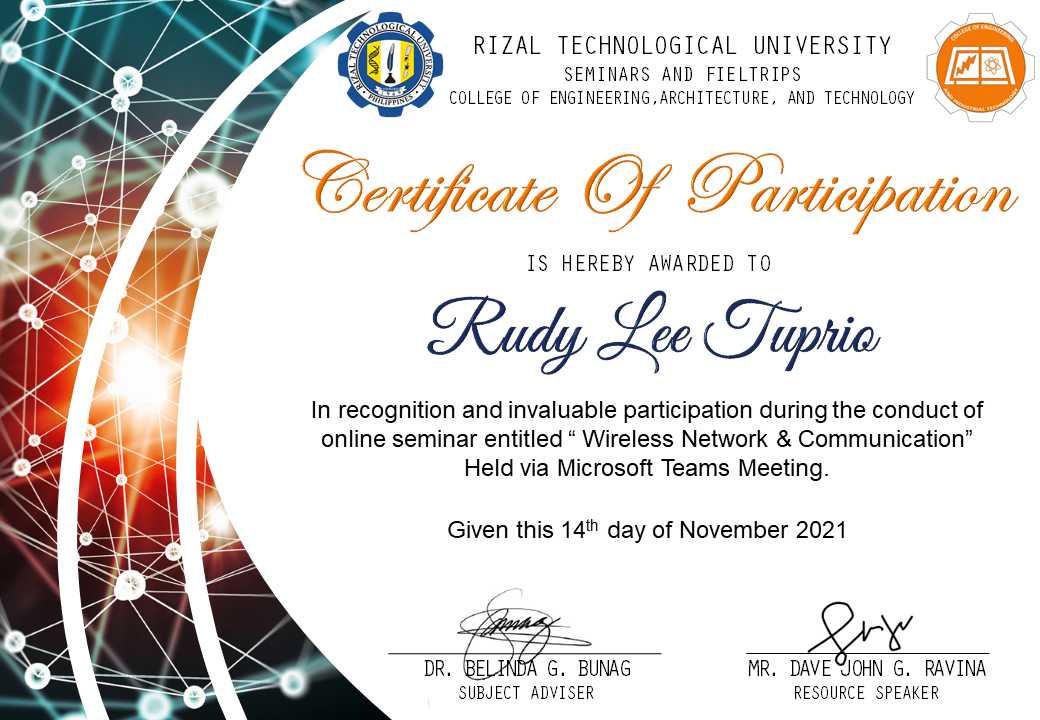 RIZAL TECHNOLOGICAL UNIVERSITY
SEMINARS AND FIELTRIPS
COLLEGE OF ENGINEERING,ARCHITECTURE, AND TECHNOLOGY
RIZAL TECHNOLOGICAL UNIVERSITY
PHILIPPINES
1969
COLLEGE OF ENGINEERING
AND INDUSTRIAL TECHNOLOGY
Certificate Of Participation
IS HEREBY AWARDED TO
Rudy Lee Tuprio
In recognition and invaluable participation during the conduct of
online seminar entitled “ Wireless Network & Communication”
Held via Microsoft Teams Meeting.
Given this 14th day of November 2021
DR. BELINDA G. BUNAG
SUBJECT ADVISER
MR. DAVE JOHN G. RAVINA
RESOURCE SPEAKER